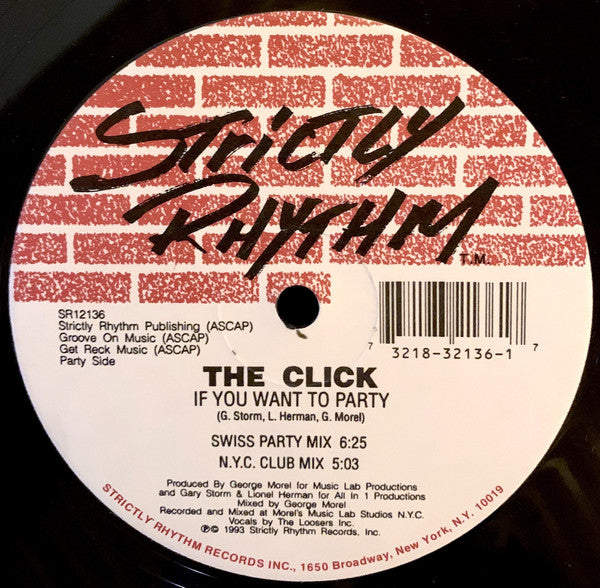 STRICTLY
RHYTHM
T.M.
SR12136
Strictly Rhythm Publishing (ASCAP)
Groove On Music (ASCAP)
Get Reck Music (ASCAP)
Party Side
7 3218-32136-1 7
THE CLICK
IF YOU WANT TO PARTY
(G. Storm, L. Herman, G. Morel)
SWISS PARTY MIX 6:25
N.Y.C. CLUB MIX 5:03
Produced By George Morel for Music Lab Productions
and Gary Storm & Lionel Herman for All In 1 Productions
Mixed by George Morel
Recorded and Mixed at Morel's Music Lab Studios N.Y.C.
Vocals by The Loosers Inc.
℗© 1993 Strictly Rhythm Records, Inc.
STRICTLY RHYTHM RECORDS INC., 1650 Broadway, New York, N.Y. 10019